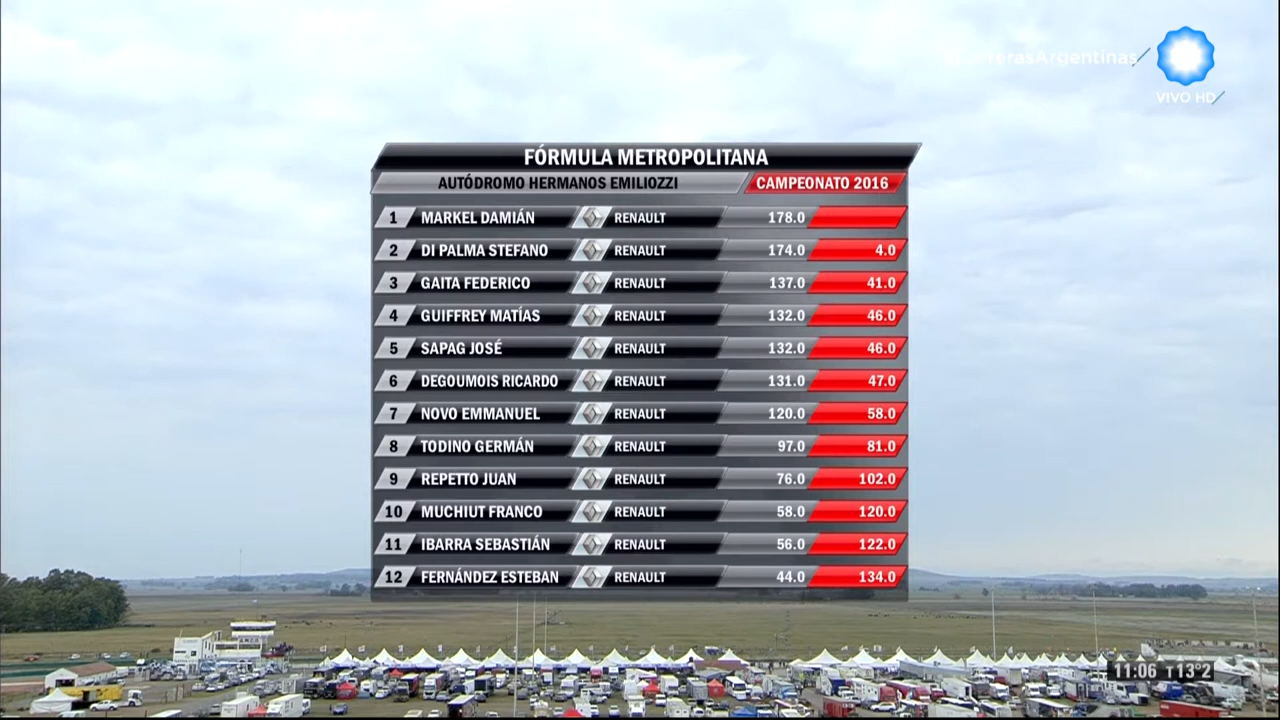 VIVO HD
FÓRMULA METROPOLITANA
AUTÓDROMO HERMANOS EMILIOZZI CAMPEONATO 2016
1 MARKEL DAMIÁN RENAULT 178.0
2 DI PALMA STEFANO RENAULT 174.0 4.0
3 GAITA FEDERICO RENAULT 137.0 41.0
4 GUIFFREY MATÍAS RENAULT 132.0 46.0
5 SAPAG JOSÉ RENAULT 132.0 46.0
6 DEGOUMOIS RICARDO RENAULT 131.0 47.0
7 NOVO EMMANUEL RENAULT 120.0 58.0
8 TODINO GERMÁN RENAULT 97.0 81.0
9 REPETTO JUAN RENAULT 76.0 102.0
10 MUCHIUT FRANCO RENAULT 58.0 120.0
11 IBARRA SEBASTIÁN RENAULT 56.0 122.0
12 FERNÁNDEZ ESTEBAN RENAULT 44.0 134.0
11:06 T13°2